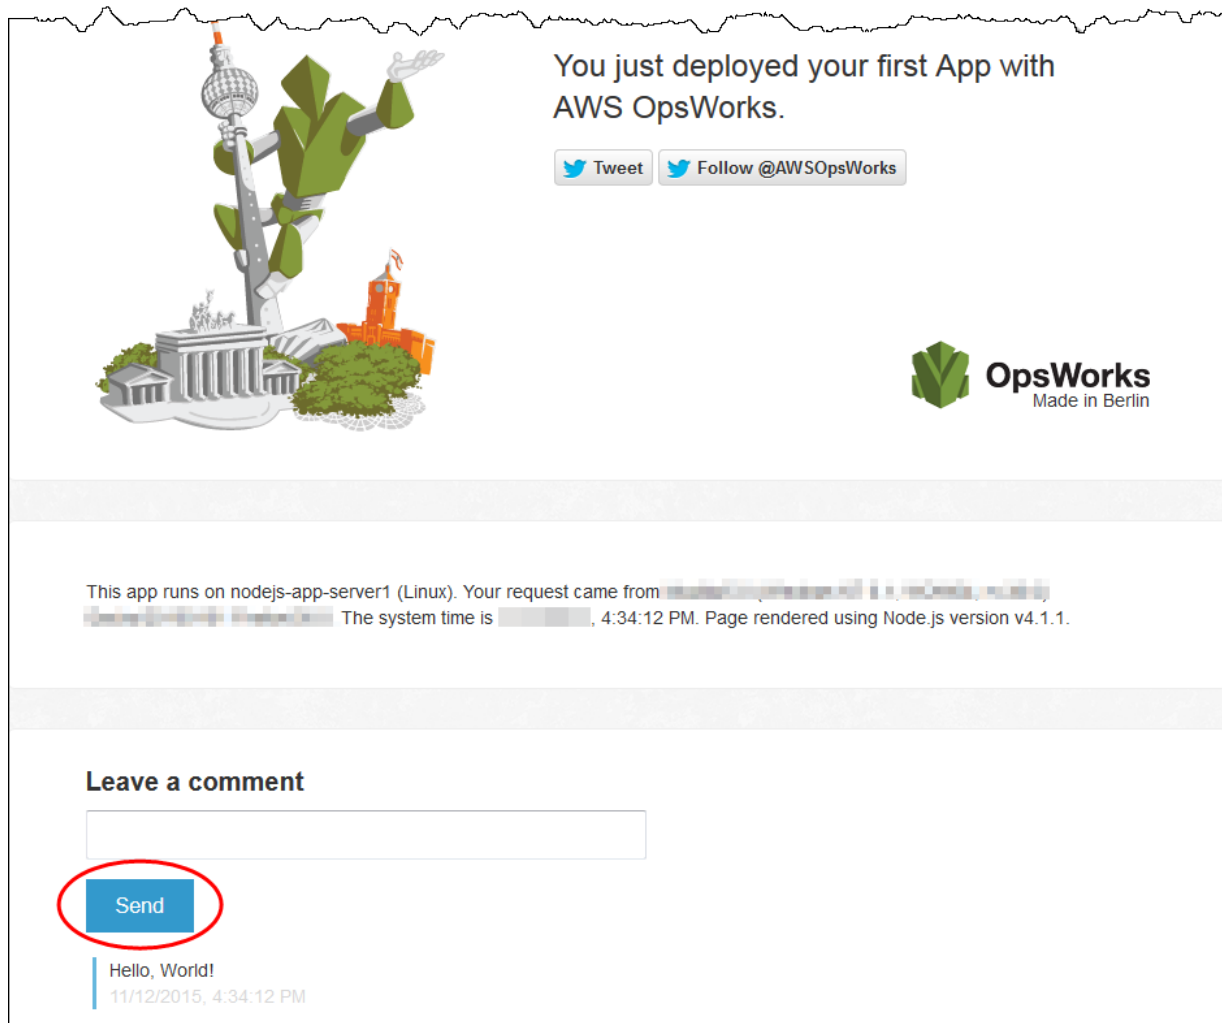 You just deployed your first App with
AWS OpsWorks.
Tweet
Follow @AWSOpsWorks
OpsWorks
Made in Berlin
This app runs on nodejs-app-server1 (Linux). Your request came from
The system time is , 4:34:12 PM. Page rendered using Node.js version v4.1.1.
Leave a comment
Send
Hello, World!
11/12/2015, 4:34:12 PM